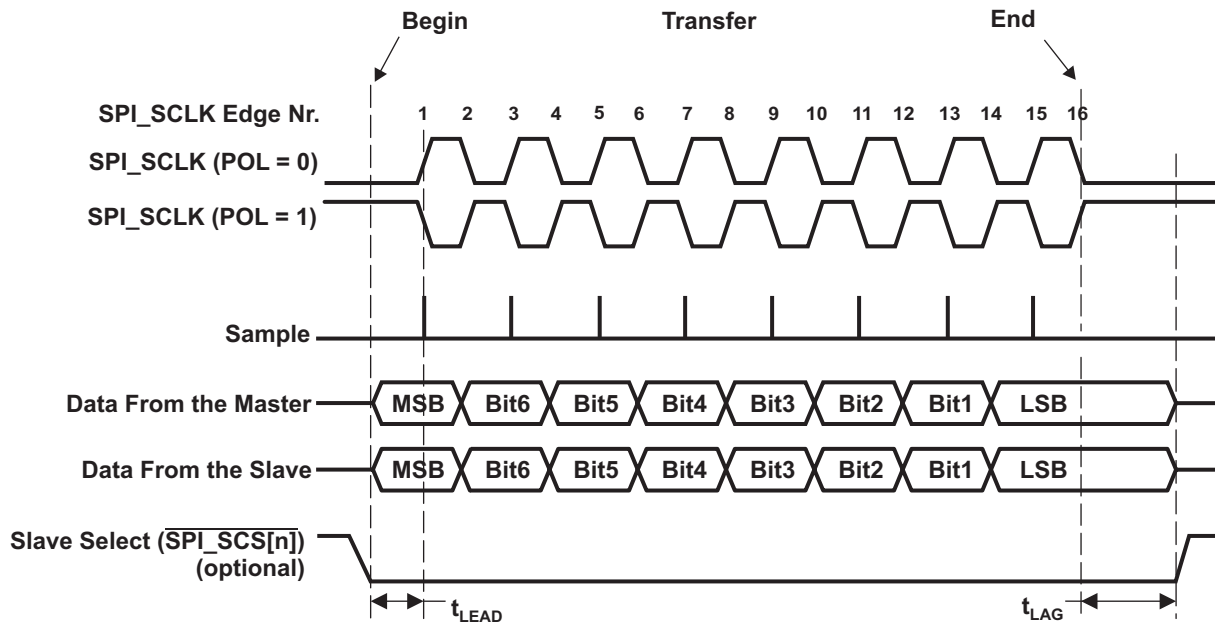 Begin Transfer End
SPI_SCLK Edge Nr. 1 2 3 4 5 6 7 8 9 10 11 12 13 14 15 16
SPI_SCLK (POL = 0)
SPI_SCLK (POL = 1)
Sample
Data From the Master MSB Bit6 Bit5 Bit4 Bit3 Bit2 Bit1 LSB
Data From the Slave MSB Bit6 Bit5 Bit4 Bit3 Bit2 Bit1 LSB
Slave Select (SPI_SCS[n])
(optional)
tLEAD tLAG